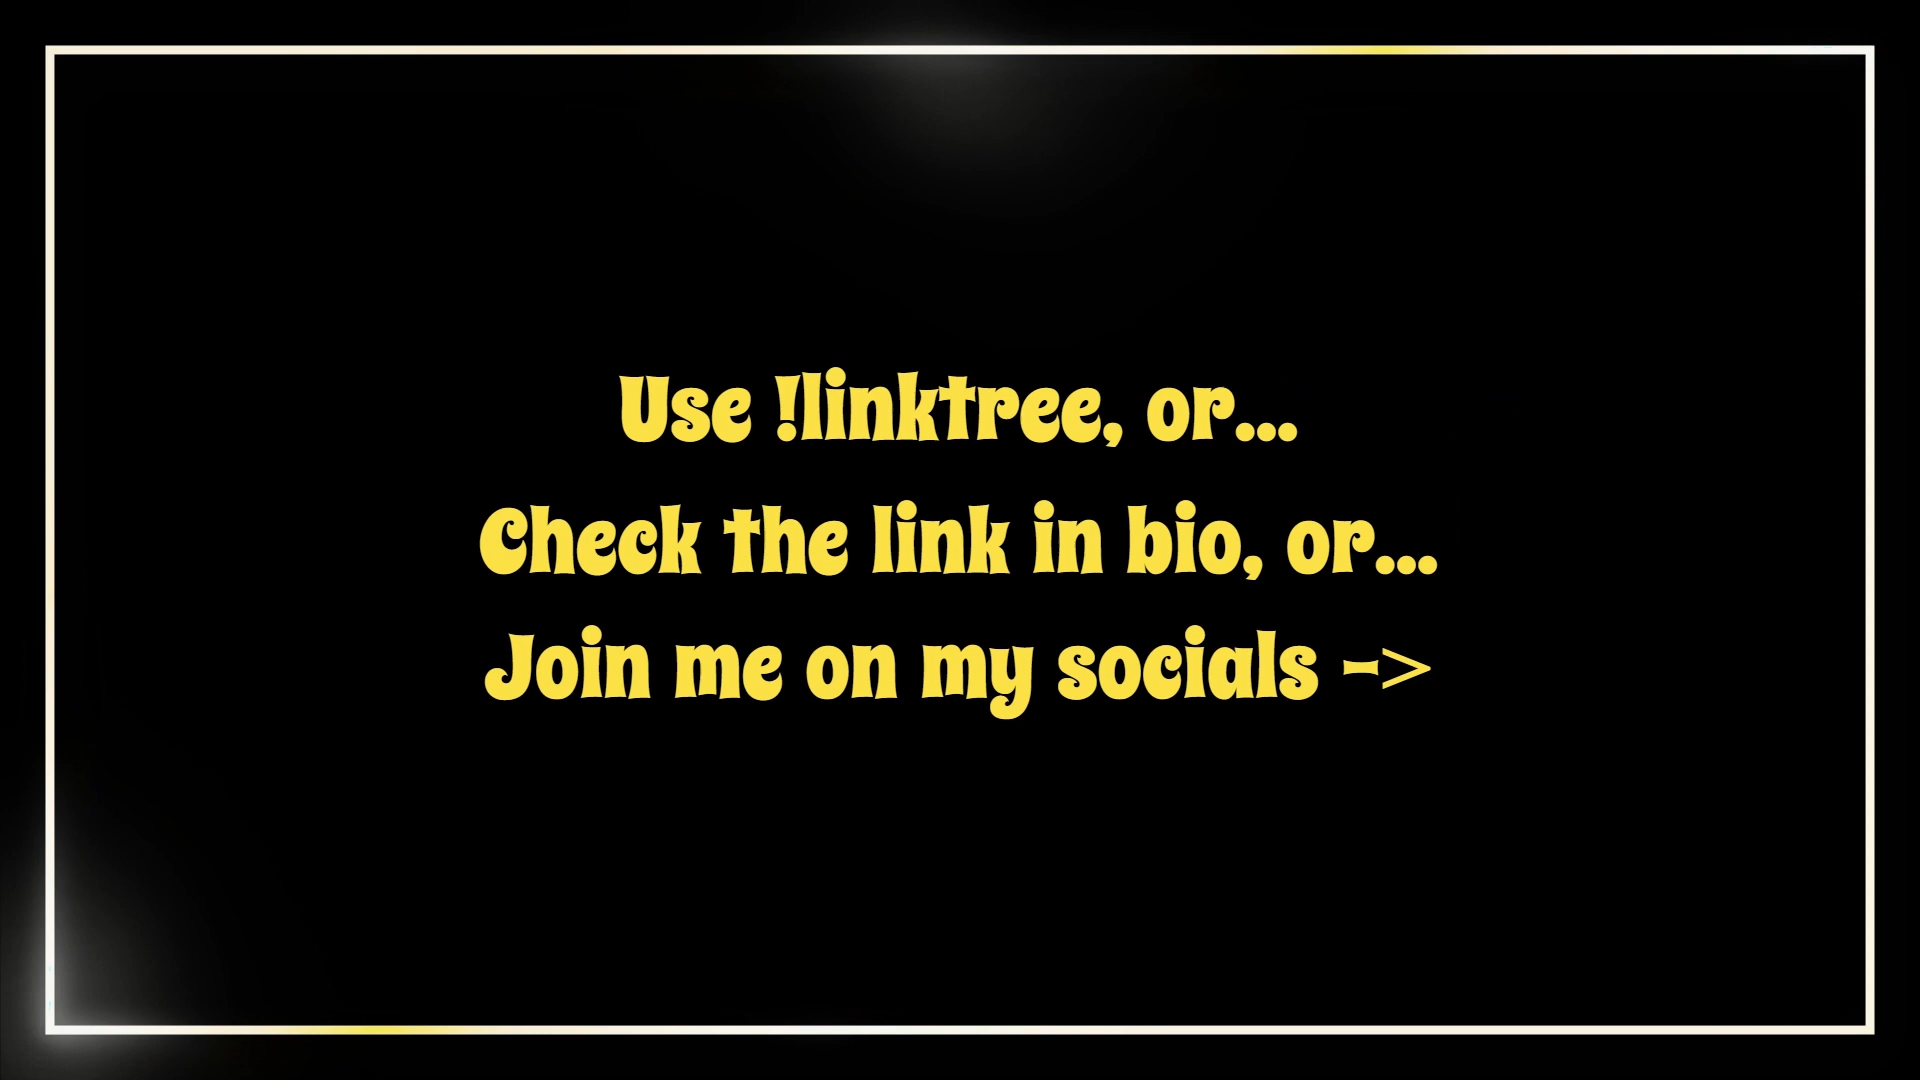 Use !linktree, or...
Check the link in bio, or...
Join me on my socials ->